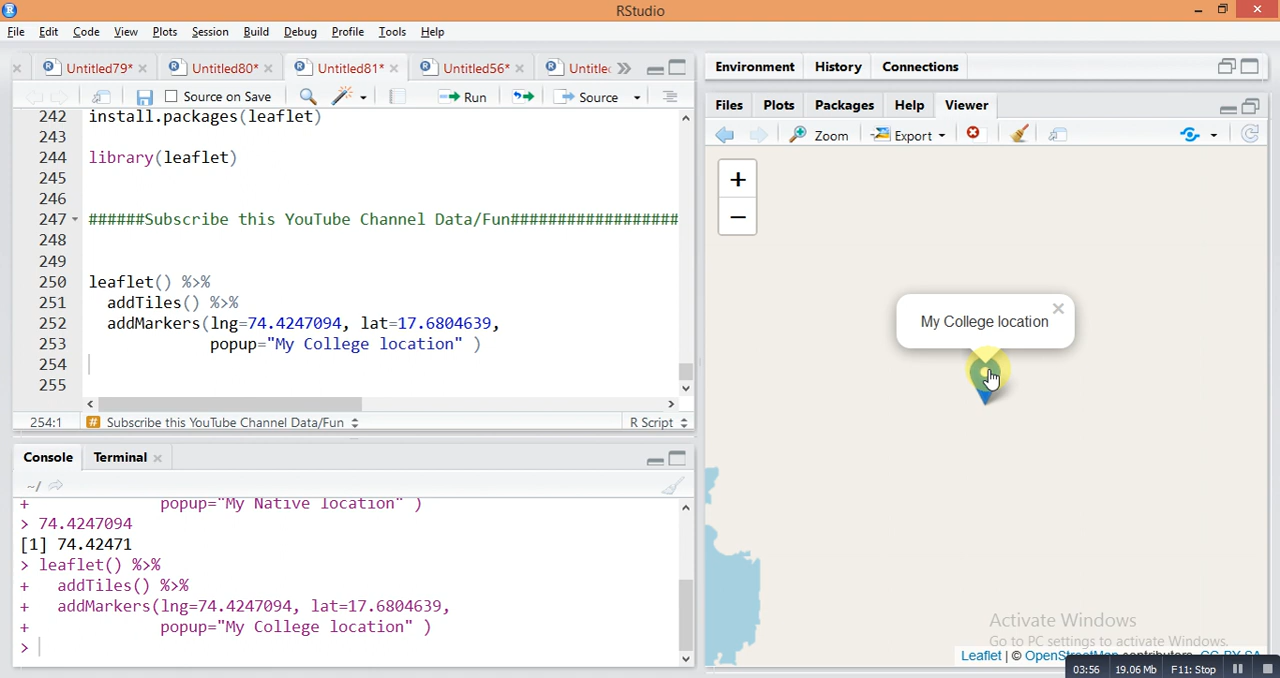 RStudio
File Edit Code View Plots Session Build Debug Profile Tools Help
Untitled79* Untitled80* Untitled81* Untitled56*
Source on Save Run Source
242 install.packages(leaflet)
243
244 library(leaflet)
245
246
247 ######Subscribe this YouTube Channel Data/Fun##################
248
249
250 leaflet() %>%
251 addTiles() %>%
252 addMarkers(lng=74.4247094, lat=17.6804639,
253 popup="My College location" )
254
255
254:1 # Subscribe this YouTube Channel Data/Fun R Script
Console Terminal
~/
+ popup="My Native location" )
> 74.4247094
[1] 74.42471
> leaflet() %>%
+ addTiles() %>%
+ addMarkers(lng=74.4247094, lat=17.6804639,
+ popup="My College location" )
>
Environment History Connections
Files Plots Packages Help Viewer
Zoom Export
+
−
My College location
Activate Windows
Go to PC settings to activate Windows.
Leaflet | © OpenStreetMap contributors, CC-BY-SA
03:56 19.06 Mb F11: Stop